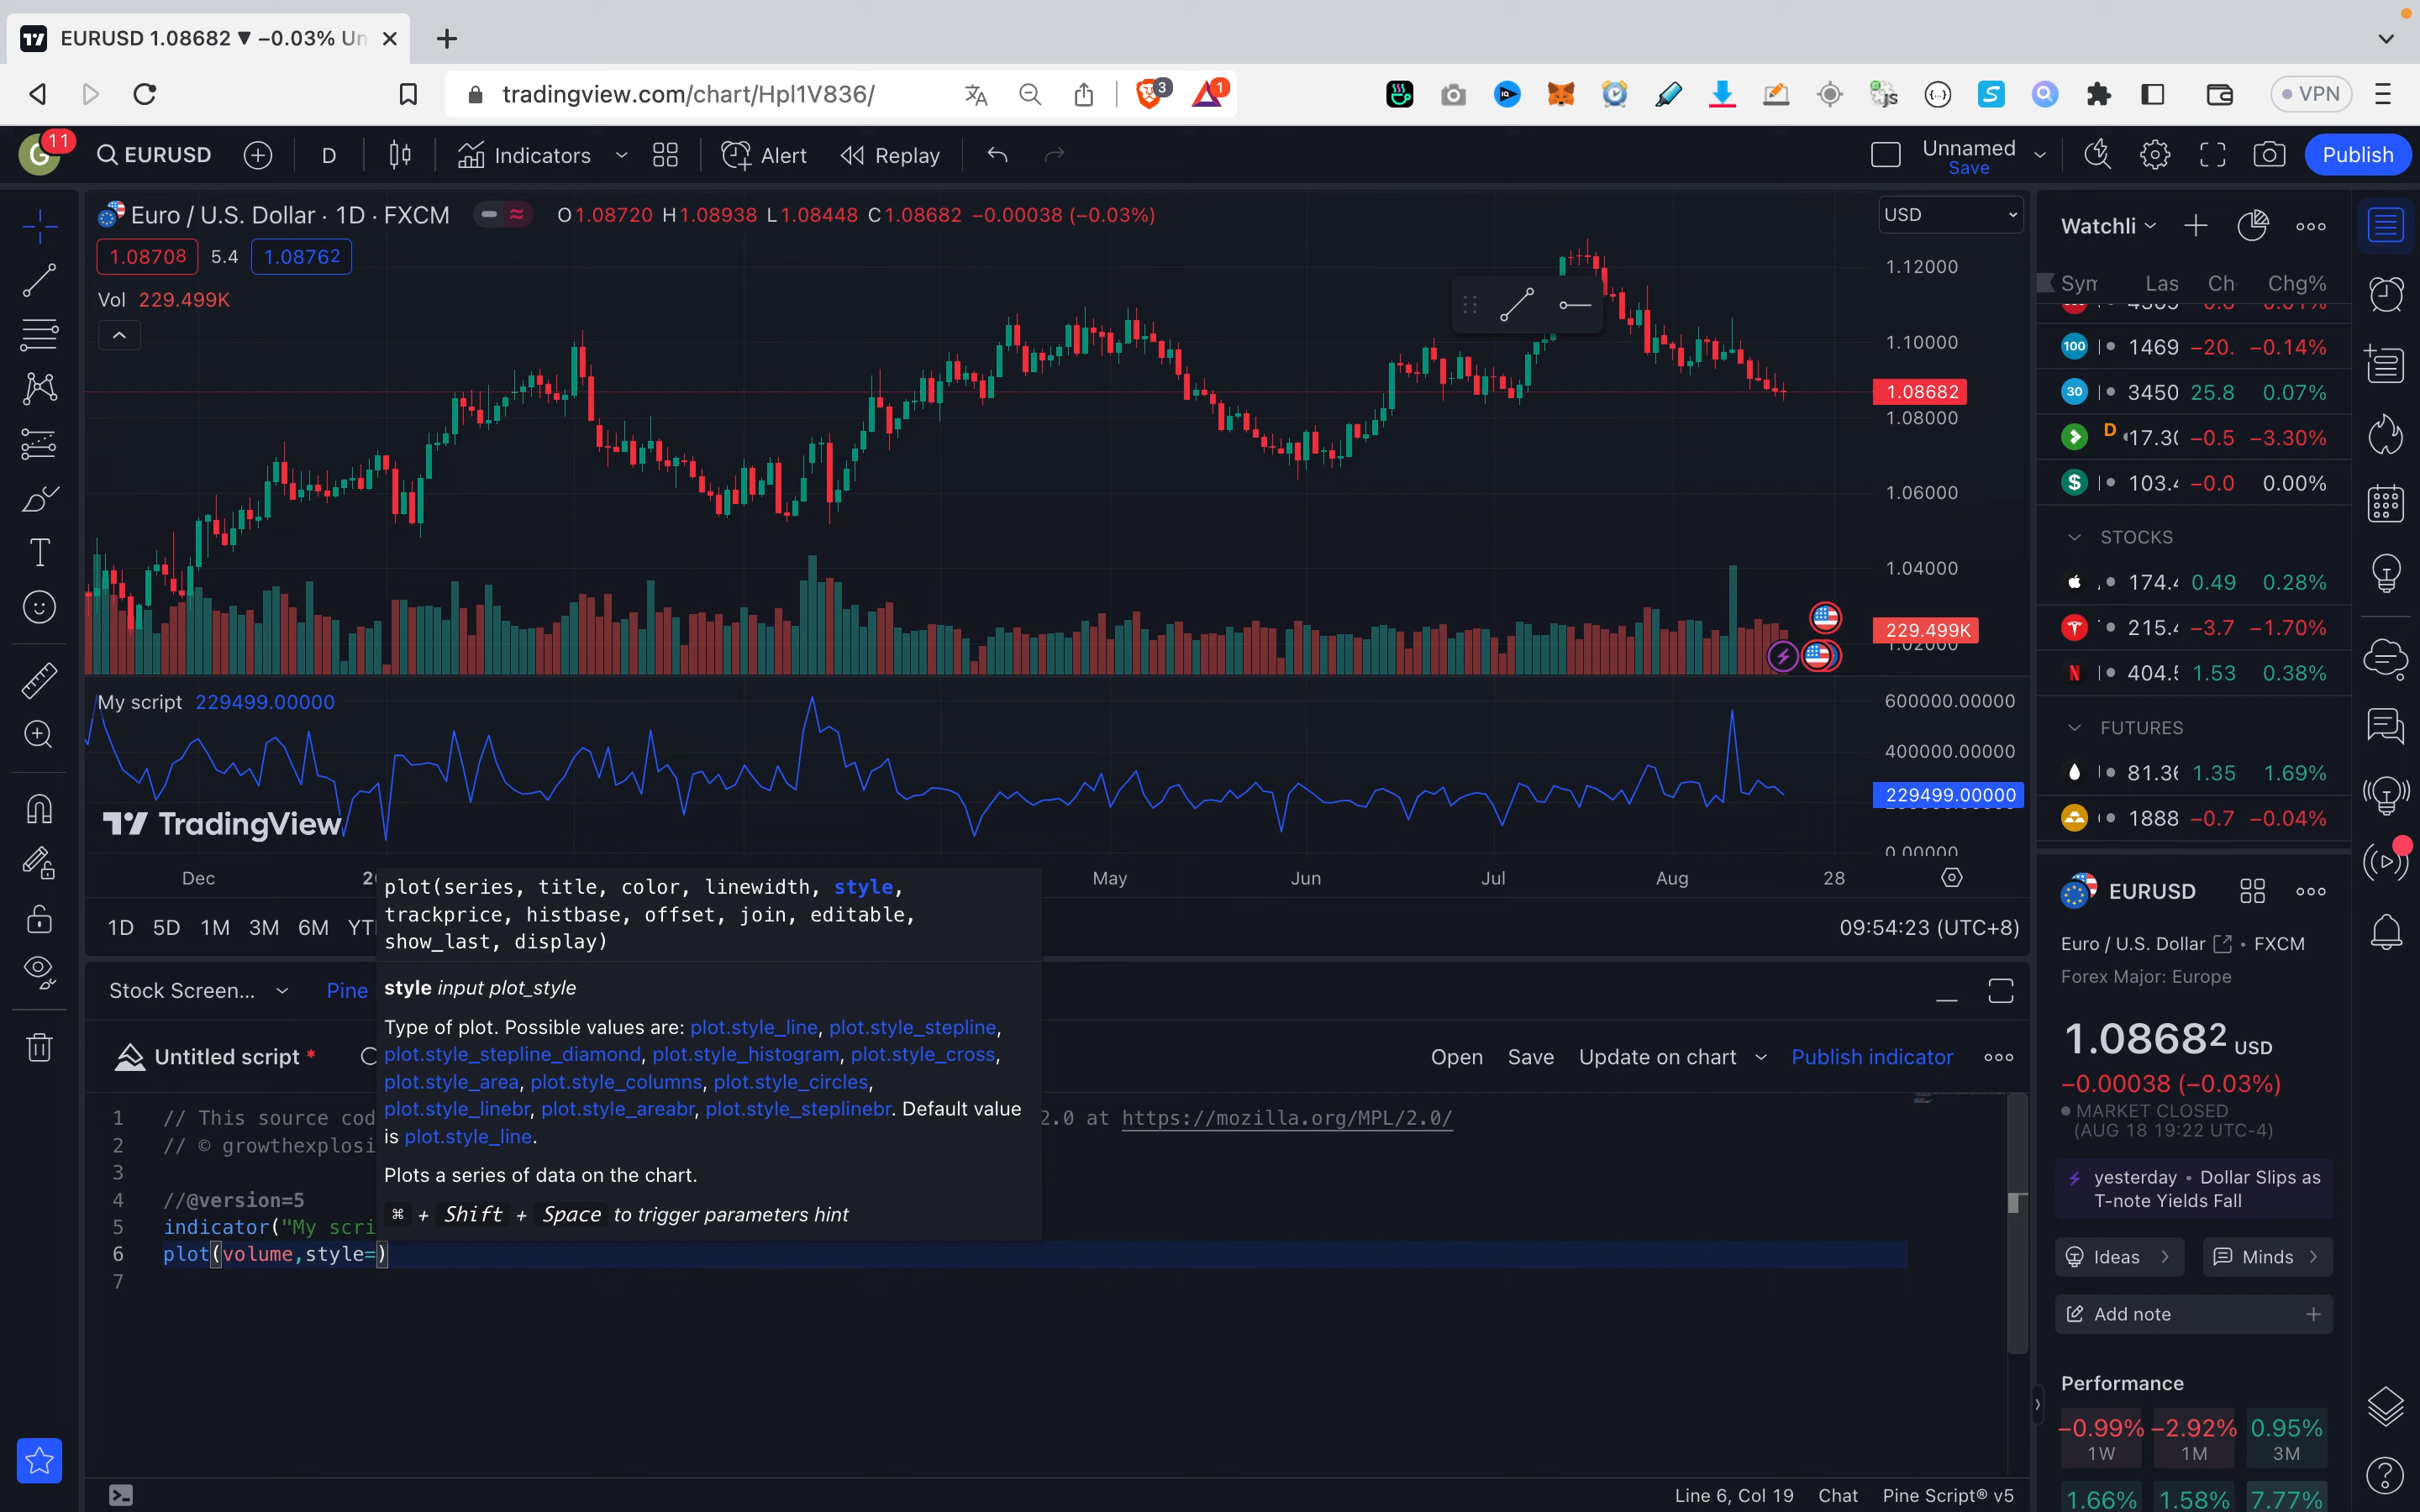 EURUSD 1.08682 ▼ −0.03% Un
tradingview.com/chart/Hpl1V836/
3
1
VPN
G
11
EURUSD
D
Indicators
Alert
Replay
Unnamed
Save
Publish
Euro / U.S. Dollar · 1D · FXCM
O1.08720 H1.08938 L1.08448 C1.08682 −0.00038 (−0.03%)
USD
1.08708
5.4
1.08762
Vol 229.499K
1.12000
1.10000
1.08682
1.08000
1.06000
1.04000
229.499K
1.02000
My script 229499.00000
600000.00000
400000.00000
229499.00000
0.00000
TradingView
Dec
May
Jun
Jul
Aug
28
1D 5D 1M 3M 6M YT
09:54:23 (UTC+8)
plot(series, title, color, linewidth, style,
trackprice, histbase, offset, join, editable,
show_last, display)
style input plot_style
Type of plot. Possible values are: plot.style_line, plot.style_stepline,
plot.style_stepline_diamond, plot.style_histogram, plot.style_cross,
plot.style_area, plot.style_columns, plot.style_circles,
plot.style_linebr, plot.style_areabr, plot.style_steplinebr. Default value
is plot.style_line.
Plots a series of data on the chart.
⌘ + Shift + Space to trigger parameters hint
Stock Screen...
Pine
Untitled script *
Open
Save
Update on chart
Publish indicator
1 // This source cod
2.0 at https://mozilla.org/MPL/2.0/
2 // © growthexplosi
3
4 //@version=5
5 indicator("My scri
6 plot(volume,style=)
7
Line 6, Col 19
Chat
Pine Script® v5
Watchli
Sym Las Ch Chg%
100 1469 −20. −0.14%
30 3450 25.8 0.07%
D 17.30 −0.5 −3.30%
$ 103.4 −0.0 0.00%
STOCKS
174.4 0.49 0.28%
215.4 −3.7 −1.70%
N 404.5 1.53 0.38%
FUTURES
81.36 1.35 1.69%
1888 −0.7 −0.04%
EURUSD
Euro / U.S. Dollar • FXCM
Forex Major: Europe
1.08682 USD
−0.00038 (−0.03%)
MARKET CLOSED
(AUG 18 19:22 UTC-4)
yesterday • Dollar Slips as
T-note Yields Fall
Ideas
Minds
Add note
Performance
−0.99% −2.92% 0.95%
1W 1M 3M
1.66% 1.58% 7.77%